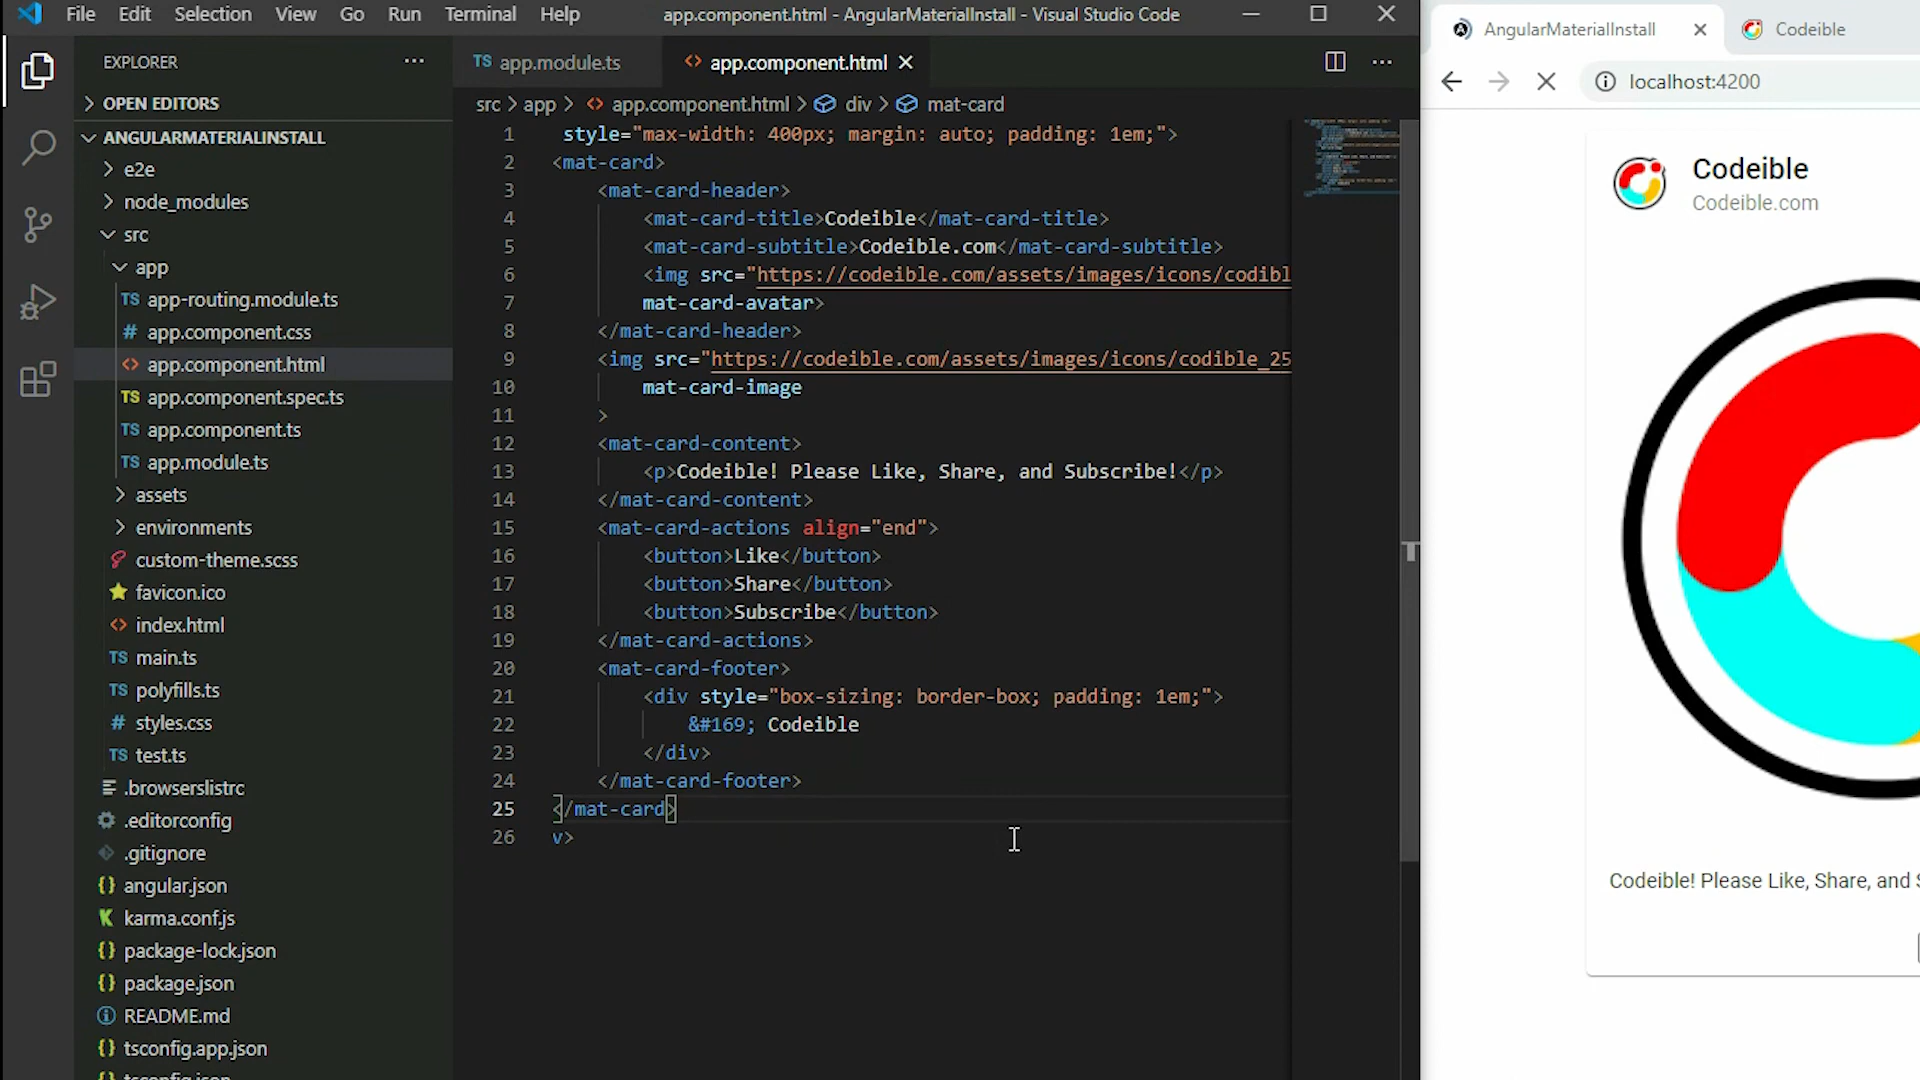 File Edit Selection View Go Run Terminal Help
app.component.html - AngularMaterialInstall - Visual Studio Code
EXPLORER
OPEN EDITORS
ANGULARMATERIALINSTALL
e2e
node_modules
src
app
TS app-routing.module.ts
# app.component.css
<> app.component.html
TS app.component.spec.ts
TS app.component.ts
TS app.module.ts
assets
environments
custom-theme.scss
favicon.ico
<> index.html
TS main.ts
TS polyfills.ts
# styles.css
TS test.ts
.browserslistrc
.editorconfig
.gitignore
{} angular.json
karma.conf.js
{} package-lock.json
{} package.json
README.md
{} tsconfig.app.json
{} tsconfig.json
TS app.module.ts
<> app.component.html
src > app > <> app.component.html > div > mat-card
1 style="max-width: 400px; margin: auto; padding: 1em;">
2 <mat-card>
3 <mat-card-header>
4 <mat-card-title>Codeible</mat-card-title>
5 <mat-card-subtitle>Codeible.com</mat-card-subtitle>
6 <img src="https://codeible.com/assets/images/icons/codibl
7 mat-card-avatar>
8 </mat-card-header>
9 <img src="https://codeible.com/assets/images/icons/codible_25
10 mat-card-image
11 >
12 <mat-card-content>
13 <p>Codeible! Please Like, Share, and Subscribe!</p>
14 </mat-card-content>
15 <mat-card-actions align="end">
16 <button>Like</button>
17 <button>Share</button>
18 <button>Subscribe</button>
19 </mat-card-actions>
20 <mat-card-footer>
21 <div style="box-sizing: border-box; padding: 1em;">
22 &#169; Codeible
23 </div>
24 </mat-card-footer>
25 </mat-card>
26 v>
AngularMaterialInstall
Codeible
localhost:4200
Codeible
Codeible.com
Codeible! Please Like, Share, and S